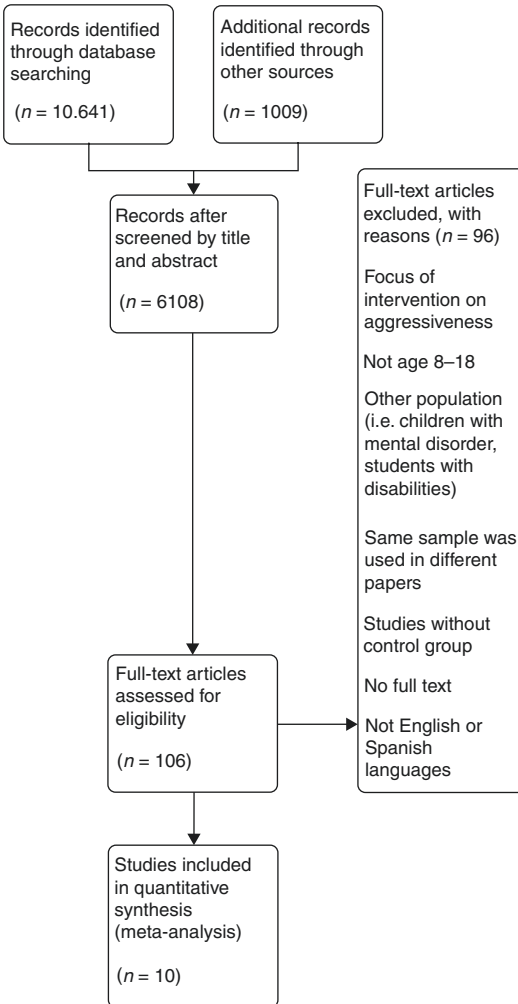 Records identified
through database
searching
(n = 10.641)
Additional records
identified through
other sources
(n = 1009)
Records after
screened by title
and abstract
(n = 6108)
Full-text articles
excluded, with
reasons (n = 96)
Focus of
intervention on
aggressiveness
Not age 8–18
Other population
(i.e. children with
mental disorder,
students with
disabilities)
Same sample was
used in different
papers
Studies without
control group
No full text
Not English or
Spanish
languages
Full-text articles
assessed for
eligibility
(n = 106)
Studies included
in quantitative
synthesis
(meta-analysis)
(n = 10)